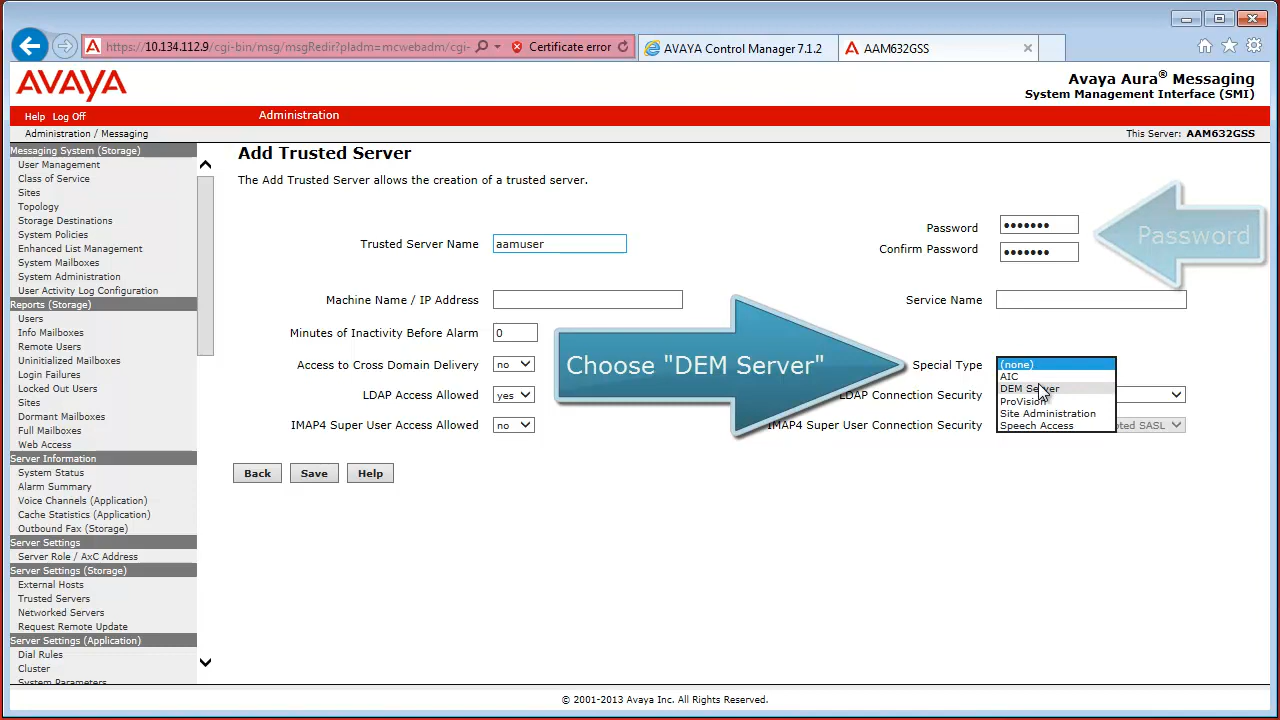 https://10.134.112.9/cgi-bin/msg/msgRedir?pladm=mcwebadm/cgi-
Certificate error
AVAYA Control Manager 7.1.2
AAM632GSS
AVAYA
Avaya Aura® Messaging
System Management Interface (SMI)
Help Log Off
Administration
Administration / Messaging
This Server: AAM632GSS
Messaging System (Storage)
User Management
Class of Service
Sites
Topology
Storage Destinations
System Policies
Enhanced List Management
System Mailboxes
System Administration
User Activity Log Configuration
Reports (Storage)
Users
Info Mailboxes
Remote Users
Uninitialized Mailboxes
Login Failures
Locked Out Users
Sites
Dormant Mailboxes
Full Mailboxes
Web Access
Server Information
System Status
Alarm Summary
Voice Channels (Application)
Cache Statistics (Application)
Outbound Fax (Storage)
Server Settings
Server Role / AxC Address
Server Settings (Storage)
External Hosts
Trusted Servers
Networked Servers
Request Remote Update
Server Settings (Application)
Dial Rules
Cluster
System Parameters
Add Trusted Server
The Add Trusted Server allows the creation of a trusted server.
Trusted Server Name aamuser
Password •••••••
Confirm Password •••••••
Password
Machine Name / IP Address
Service Name
Minutes of Inactivity Before Alarm 0
Access to Cross Domain Delivery no
Choose "DEM Server"
Special Type
(none)
AIC
DEM Server
ProVision
Site Administration
Speech Access
LDAP Access Allowed yes
LDAP Connection Security
IMAP4 Super User Access Allowed no
IMAP4 Super User Connection Security
SASL
Back Save Help
© 2001-2013 Avaya Inc. All Rights Reserved.